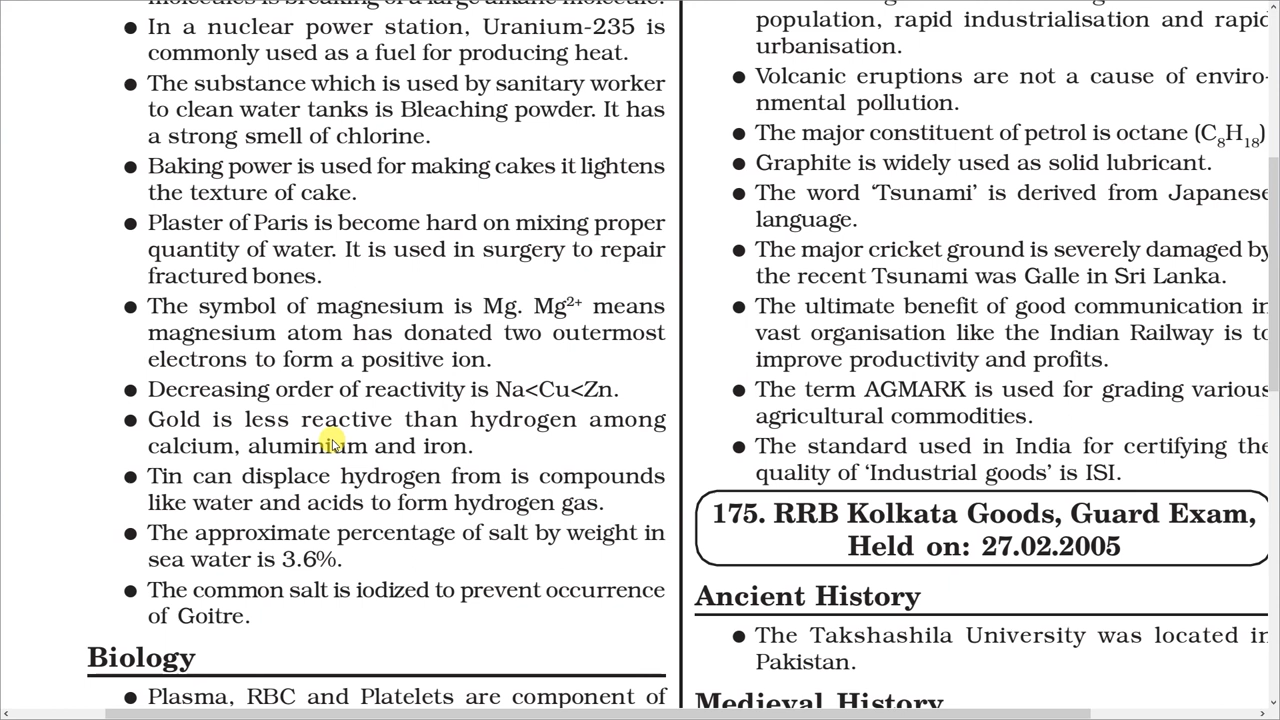 molecules is breaking of a large alkane molecule.
● In a nuclear power station, Uranium-235 is
commonly used as a fuel for producing heat.
● The substance which is used by sanitary worker
to clean water tanks is Bleaching powder. It has
a strong smell of chlorine.
● Baking power is used for making cakes it lightens
the texture of cake.
● Plaster of Paris is become hard on mixing proper
quantity of water. It is used in surgery to repair
fractured bones.
● The symbol of magnesium is Mg. Mg²⁺ means
magnesium atom has donated two outermost
electrons to form a positive ion.
● Decreasing order of reactivity is Na<Cu<Zn.
● Gold is less reactive than hydrogen among
calcium, aluminium and iron.
● Tin can displace hydrogen from is compounds
like water and acids to form hydrogen gas.
● The approximate percentage of salt by weight in
sea water is 3.6%.
● The common salt is iodized to prevent occurrence
of Goitre.
Biology
● Plasma, RBC and Platelets are component of
population, rapid industrialisation and rapid
urbanisation.
● Volcanic eruptions are not a cause of enviro-
nmental pollution.
● The major constituent of petrol is octane (C₈H₁₈)
● Graphite is widely used as solid lubricant.
● The word ‘Tsunami’ is derived from Japanese
language.
● The major cricket ground is severely damaged by
the recent Tsunami was Galle in Sri Lanka.
● The ultimate benefit of good communication in
vast organisation like the Indian Railway is to
improve productivity and profits.
● The term AGMARK is used for grading various
agricultural commodities.
● The standard used in India for certifying the
quality of ‘Industrial goods’ is ISI.
175. RRB Kolkata Goods, Guard Exam,
Held on: 27.02.2005
Ancient History
● The Takshashila University was located in
Pakistan.
Medieval History